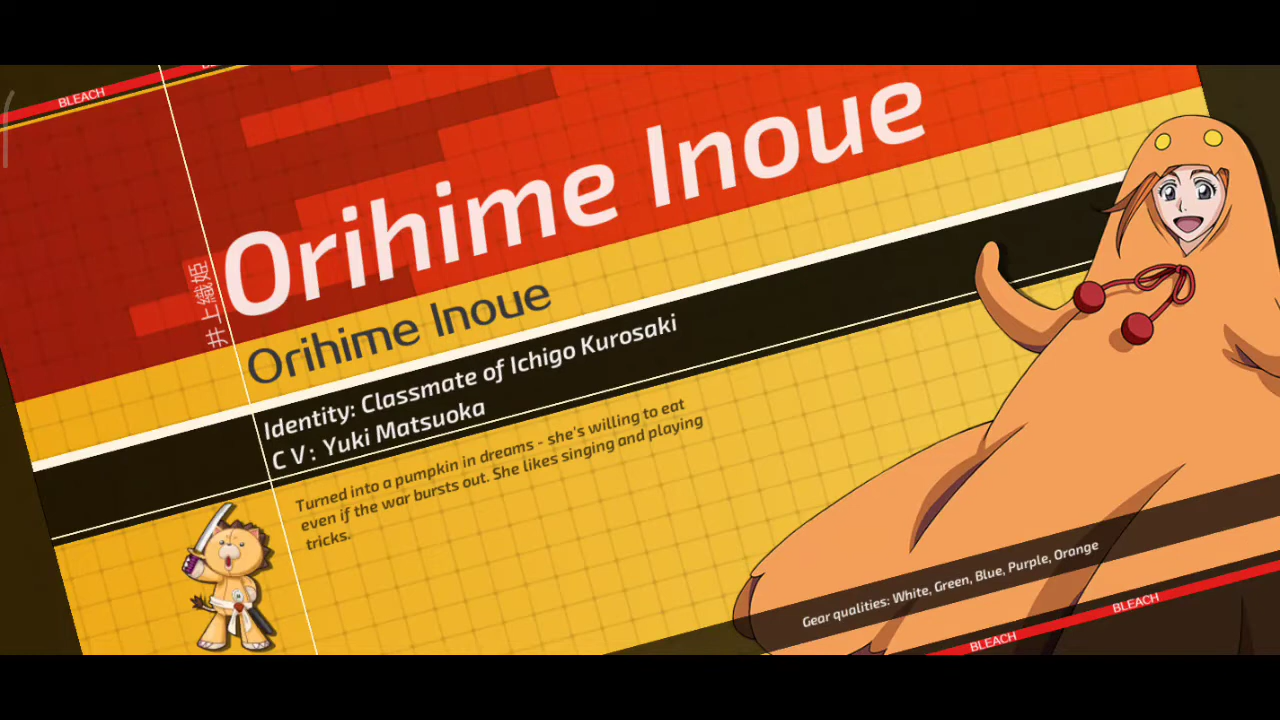 BLEACH
井上織姫
Orihime Inoue
Orihime Inoue
Identity: Classmate of Ichigo Kurosaki
C V: Yuki Matsuoka
Turned into a pumpkin in dreams - she's willing to eat
even if the war bursts out. She likes singing and playing
tricks.
Gear qualities: White, Green, Blue, Purple, Orange
BLEACH
BLEACH